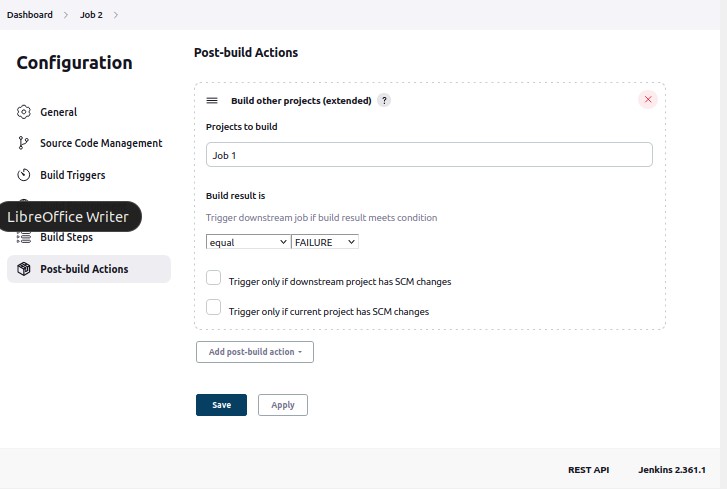 Dashboard > Job 2 >
Configuration
General
Source Code Management
Build Triggers
LibreOffice Writer
Build Steps
Post-build Actions
Post-build Actions
Build other projects (extended) ?
Projects to build
Job 1
Build result is
Trigger downstream job if build result meets condition
equal FAILURE
Trigger only if downstream project has SCM changes
Trigger only if current project has SCM changes
Add post-build action
Save Apply
REST API Jenkins 2.361.1